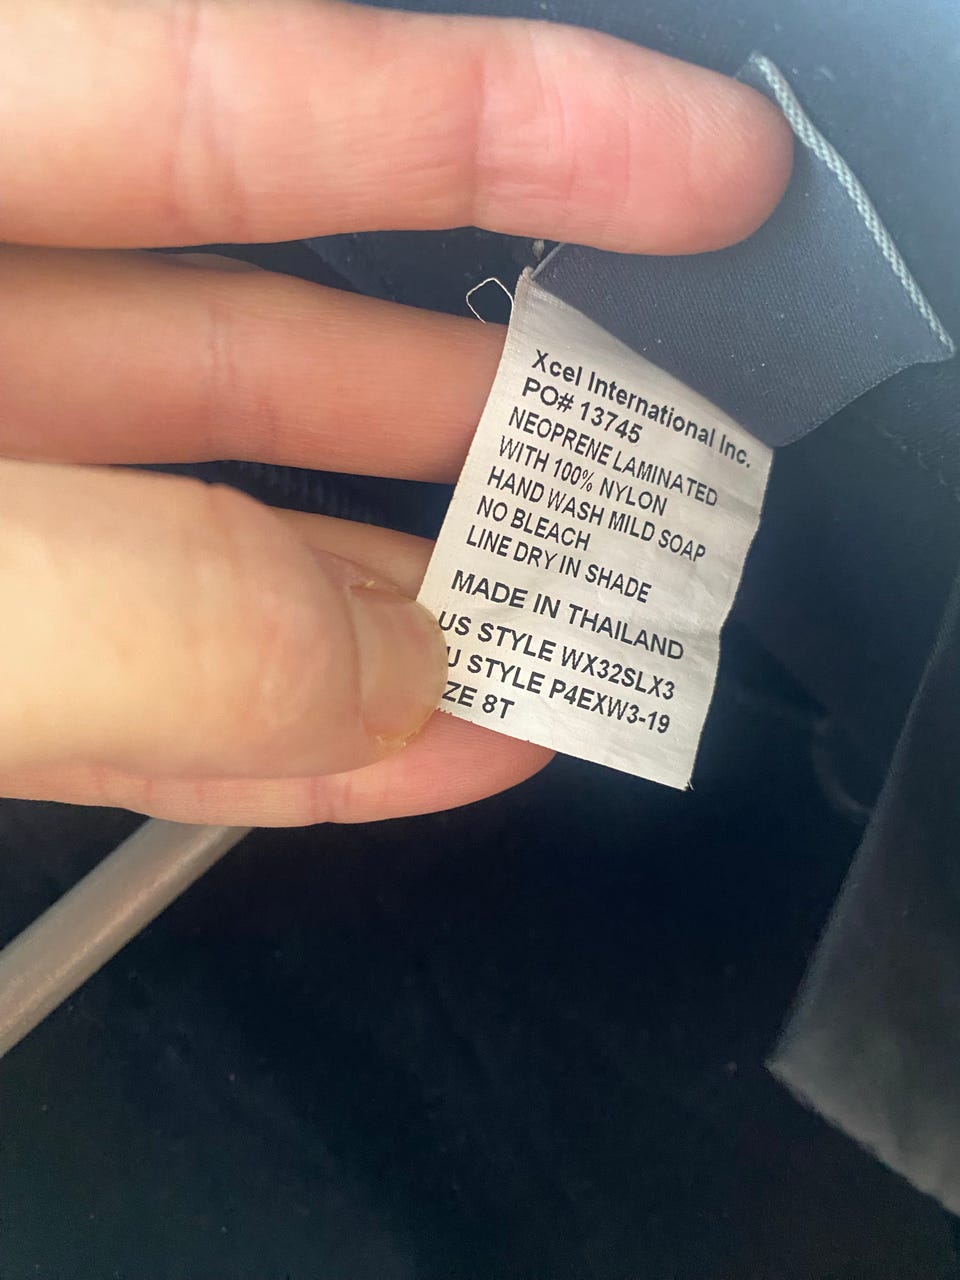 Xcel International Inc.
PO# 13745
NEOPRENE LAMINATED
WITH 100% NYLON
HAND WASH MILD SOAP
NO BLEACH
LINE DRY IN SHADE
MADE IN THAILAND
US STYLE WX32SLX3
U STYLE P4EXW3-19
ZE 8T